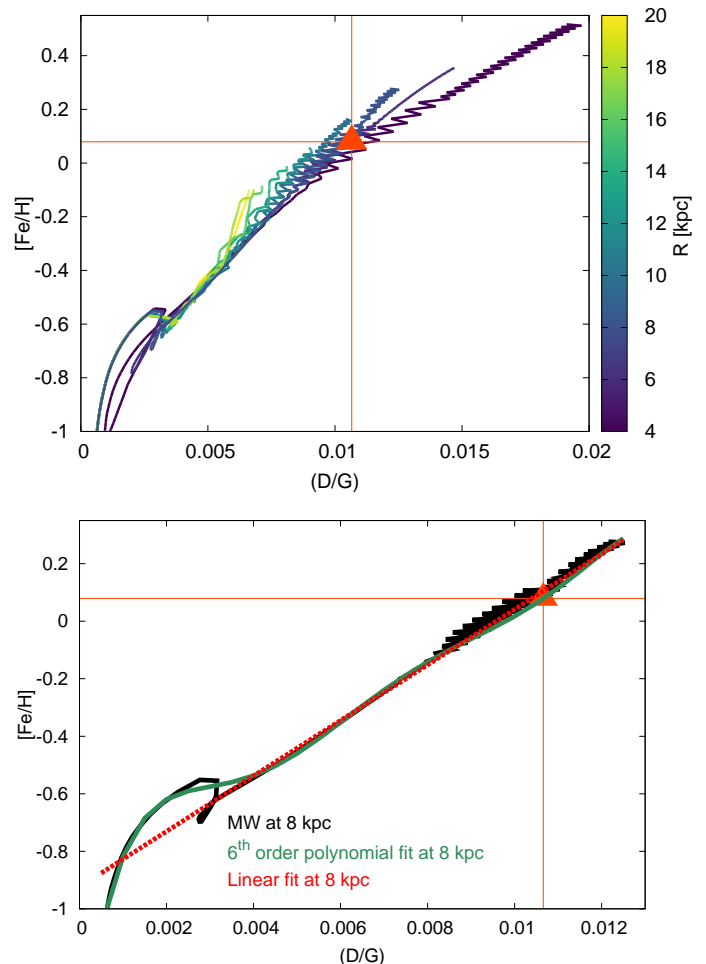 20
18
16
14
12
10
8
6
4
R [kpc]
0.4
0.2
0
-0.2
-0.4
-0.6
-0.8
-1
[Fe/H]
0 0.005 0.01 0.015 0.02
(D/G)
0.2
0
-0.2
-0.4
-0.6
-0.8
-1
[Fe/H]
MW at 8 kpc
6th order polynomial fit at 8 kpc
Linear fit at 8 kpc
0 0.002 0.004 0.006 0.008 0.01 0.012
(D/G)